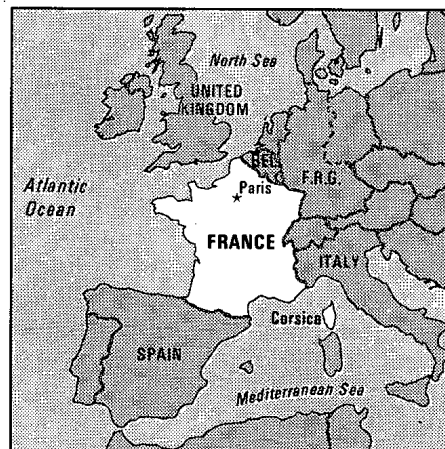 North Sea
UNITED
KINGDOM
BEL.
F.R.G.
Paris
Atlantic
Ocean
FRANCE
ITALY
Corsica
SPAIN
Mediterranean Sea